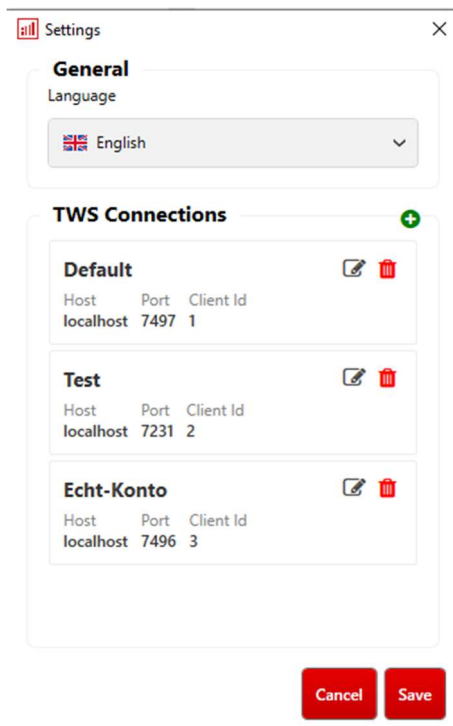 Settings
General
Language
English
TWS Connections
Default
Host Port Client Id
localhost 7497 1
Test
Host Port Client Id
localhost 7231 2
Echt-Konto
Host Port Client Id
localhost 7496 3
Cancel Save